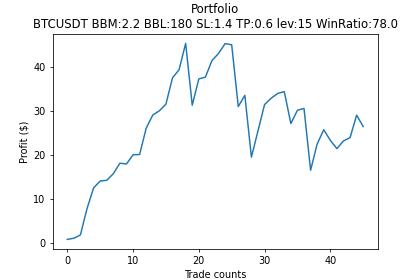 Portfolio
BTCUSDT BBM:2.2 BBL:180 SL:1.4 TP:0.6 lev:15 WinRatio:78.0
40
30
20
10
0
Profit ($)
0 10 20 30 40
Trade counts